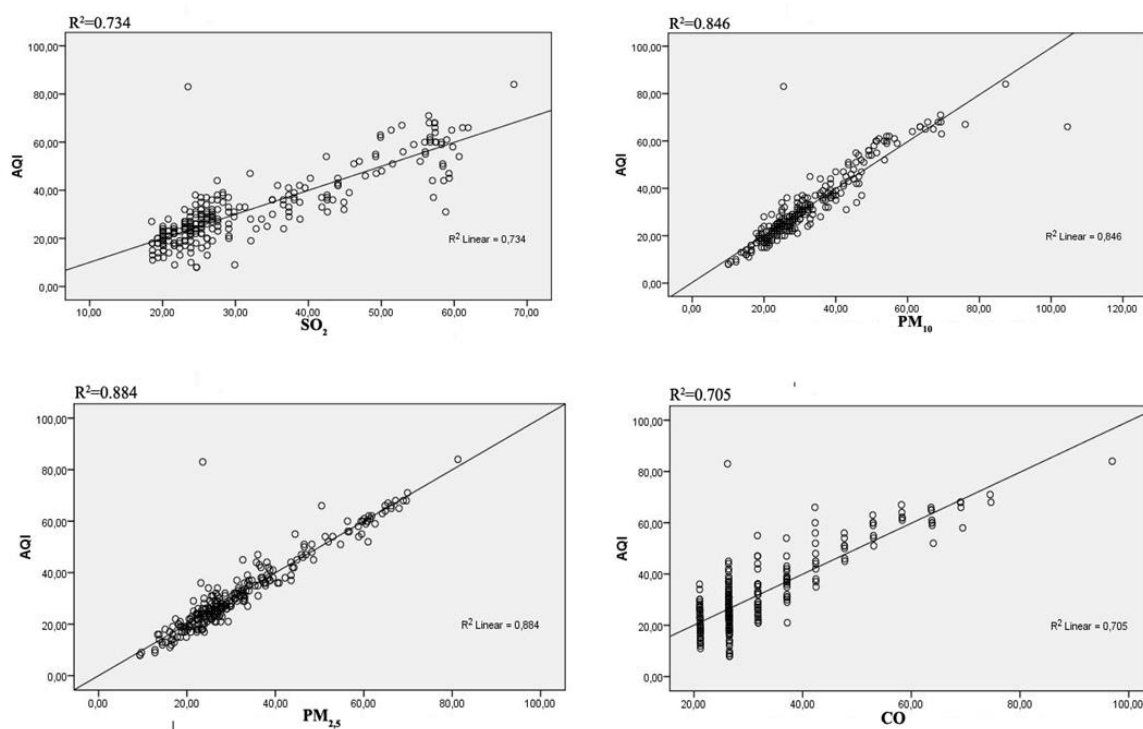 R²=0.734
100,00
80,00
60,00
40,00
20,00
0,00
AQI
R² Linear = 0,734
10,00 20,00 30,00 40,00 50,00 60,00 70,00
SO₂
R²=0.846
100,00
80,00
60,00
40,00
20,00
0,00
AQI
R² Linear = 0,846
0,00 20,00 40,00 60,00 80,00 100,00 120,00
PM₁₀
R²=0.884
100,00
80,00
60,00
40,00
20,00
0,00
AQI
R² Linear = 0,884
0,00 20,00 40,00 60,00 80,00 100,00
PM₂,₅
R²=0.705
100,00
80,00
60,00
40,00
20,00
0,00
AQI
R² Linear = 0,705
20,00 40,00 60,00 80,00 100,00
CO